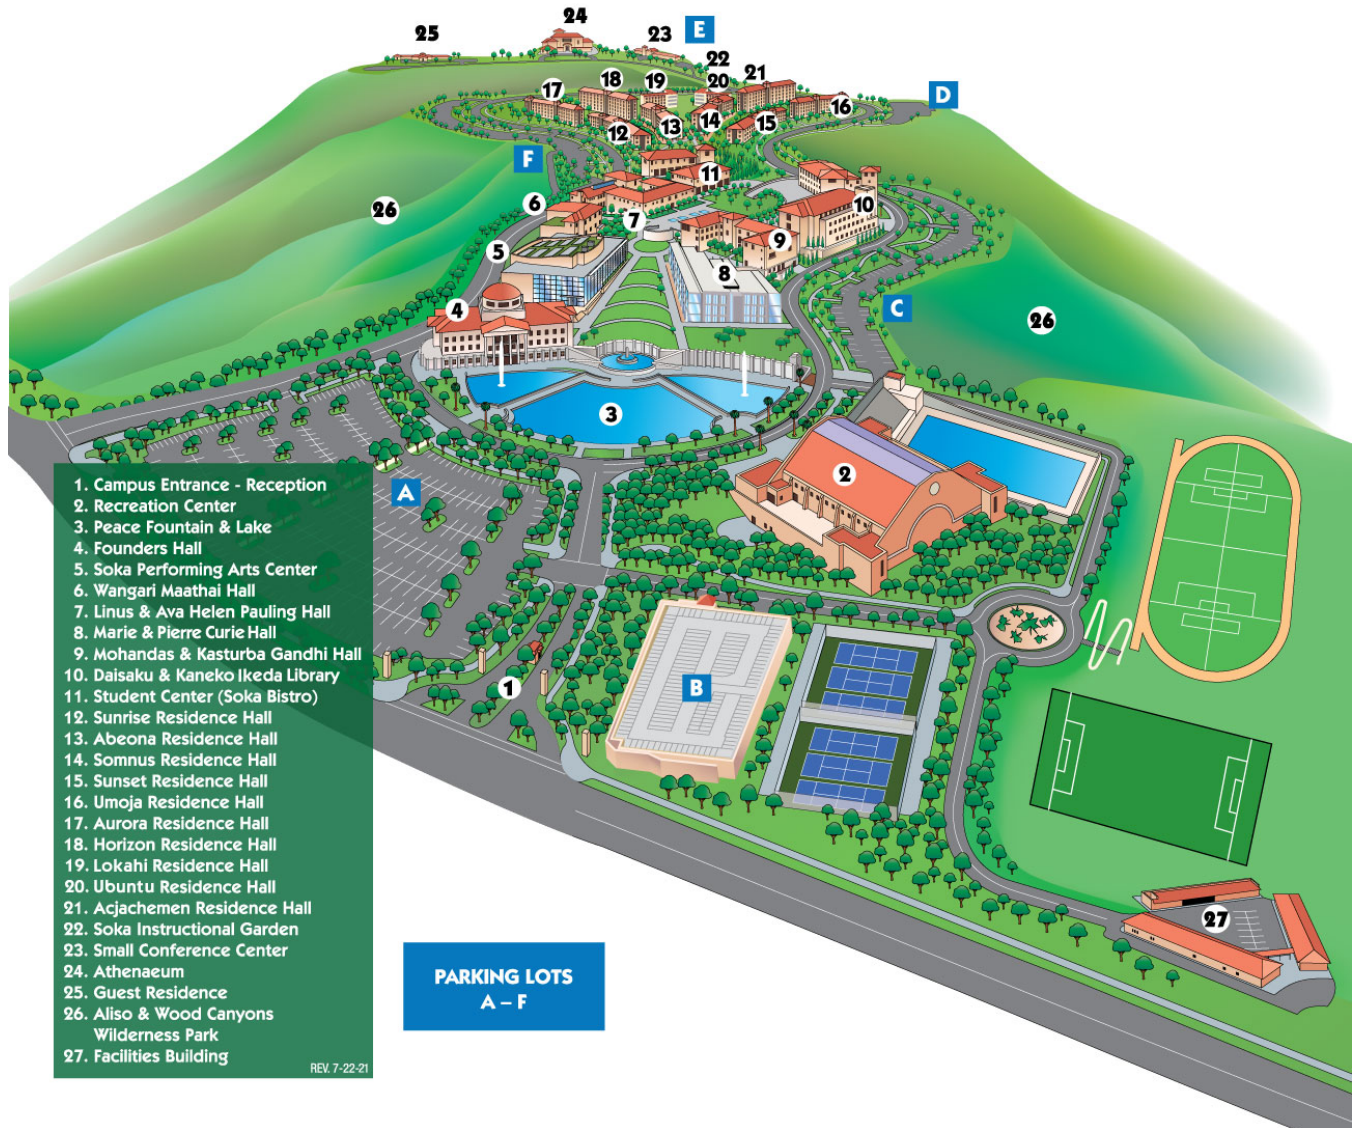 24
25
23
E
22
21
20
19
18
17
16
D
15
14
13
12
F
11
26
6
10
7
9
5
8
C
4
26
3
2
A
1
B
27
1. Campus Entrance - Reception
2. Recreation Center
3. Peace Fountain & Lake
4. Founders Hall
5. Soka Performing Arts Center
6. Wangari Maathai Hall
7. Linus & Ava Helen Pauling Hall
8. Marie & Pierre Curie Hall
9. Mohandas & Kasturba Gandhi Hall
10. Daisaku & Kaneko Ikeda Library
11. Student Center (Soka Bistro)
12. Sunrise Residence Hall
13. Abeona Residence Hall
14. Somnus Residence Hall
15. Sunset Residence Hall
16. Umoja Residence Hall
17. Aurora Residence Hall
18. Horizon Residence Hall
19. Lokahi Residence Hall
20. Ubuntu Residence Hall
21. Acjachemen Residence Hall
22. Soka Instructional Garden
23. Small Conference Center
24. Athenaeum
25. Guest Residence
26. Aliso & Wood Canyons
Wilderness Park
27. Facilities Building
REV. 7-22-21
PARKING LOTS
A – F